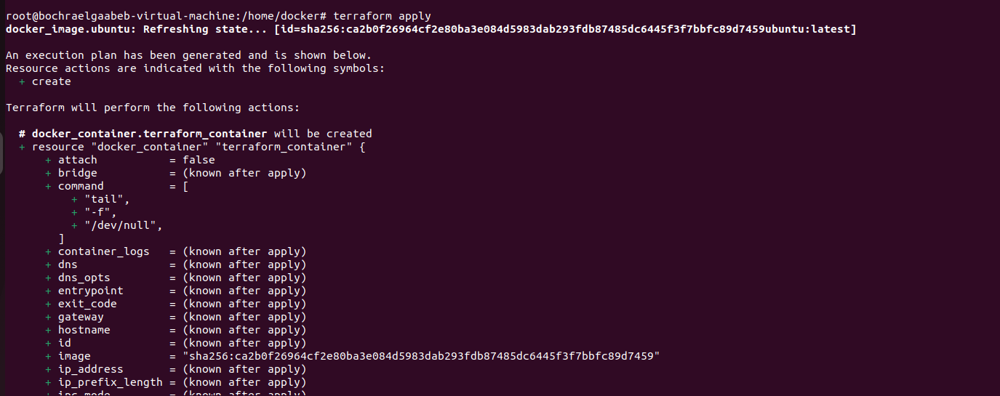 root@bochraelgaabeb-virtual-machine:/home/docker# terraform apply
docker_image.ubuntu: Refreshing state... [id=sha256:ca2b0f26964cf2e80ba3e084d5983dab293fdb87485dc6445f3f7bbfc89d7459ubuntu:latest]
An execution plan has been generated and is shown below.
Resource actions are indicated with the following symbols:
  + create
Terraform will perform the following actions:
  # docker_container.terraform_container will be created
  + resource "docker_container" "terraform_container" {
      + attach           = false
      + bridge           = (known after apply)
      + command          = [
          + "tail",
          + "-f",
          + "/dev/null",
        ]
      + container_logs   = (known after apply)
      + dns              = (known after apply)
      + dns_opts         = (known after apply)
      + entrypoint       = (known after apply)
      + exit_code        = (known after apply)
      + gateway          = (known after apply)
      + hostname         = (known after apply)
      + id               = (known after apply)
      + image            = "sha256:ca2b0f26964cf2e80ba3e084d5983dab293fdb87485dc6445f3f7bbfc89d7459"
      + ip_address       = (known after apply)
      + ip_prefix_length = (known after apply)
      + ipc_mode         = (known after apply)